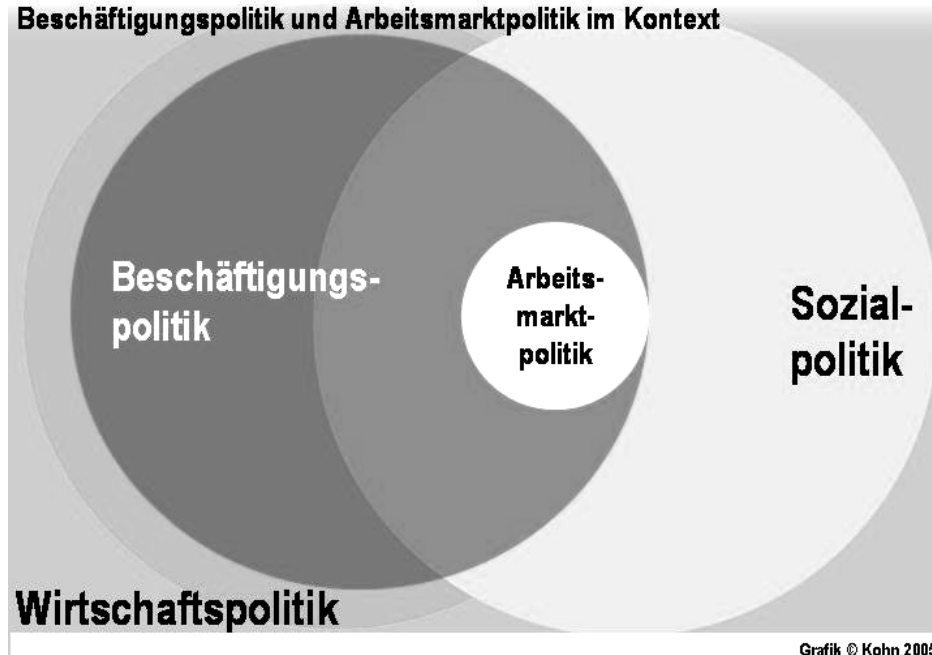 Beschäftigungspolitik und Arbeitsmarktpolitik im Kontext
Beschäftigungs-
politik
Arbeits-
markt-
politik
Sozial-
politik
Wirtschaftspolitik
Grafik © Kohn 2005